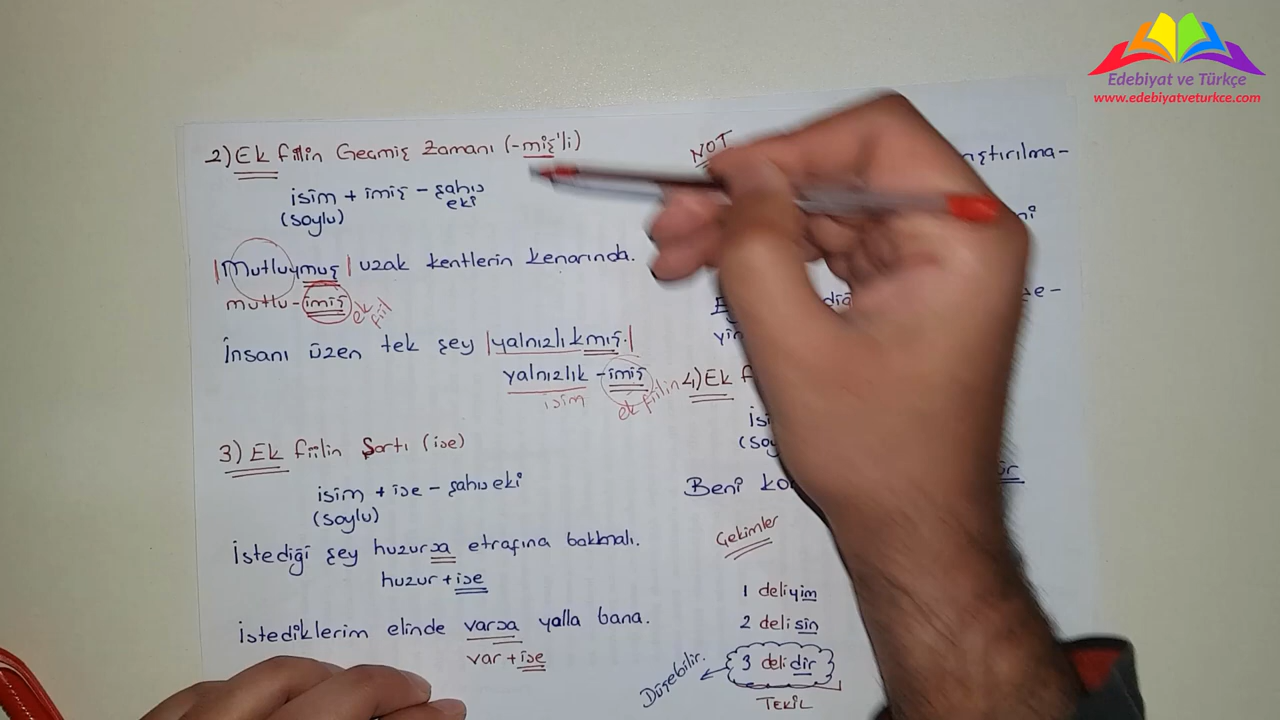 Edebiyat ve Türkçe
www.edebiyatveturkce.com
2) Ek fiilin Geçmiş Zamanı (-miş'li)
isim + imiş - şahıs eki
(soylu)
|Mutluymuş| uzak kentlerin kenarında.
mutlu-imiş ek fiil
İnsanı üzen tek şey |yalnızlıkmış.|
yalnızlık - imiş
isim ek fiilin
3) Ek fiilin Şartı (ise)
isim + ise - şahıs eki
(soylu)
İstediği şey huzursa etrafına bakmalı.
huzur + ise
İstediklerim elinde varsa yolla bana.
var + ise
NOT
4) Ek
Beni
Çekimler
1 deliyim
2 delisin
3 delidir
Düşebilir.
TEKİL